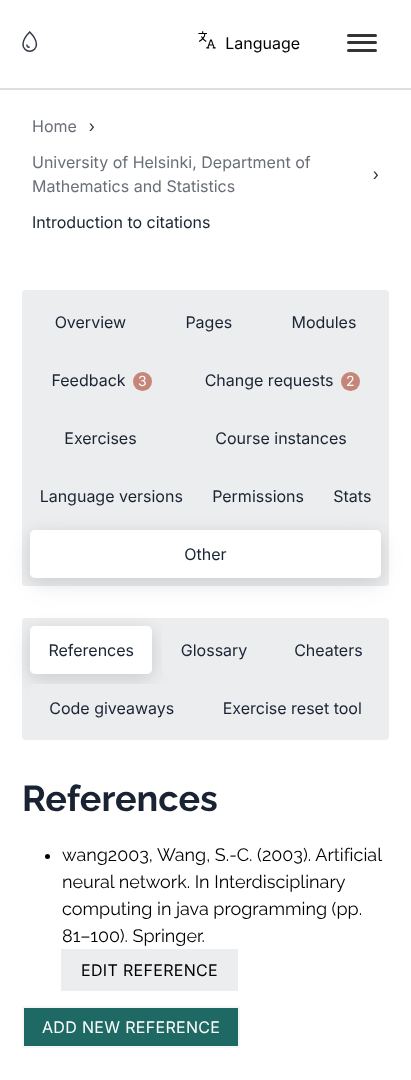 Language
Home ›
University of Helsinki, Department of
Mathematics and Statistics ›
Introduction to citations
Overview Pages Modules
Feedback 3 Change requests 2
Exercises Course instances
Language versions Permissions Stats
Other
References Glossary Cheaters
Code giveaways Exercise reset tool
References
• wang2003, Wang, S.-C. (2003). Artificial
neural network. In Interdisciplinary
computing in java programming (pp.
81–100). Springer.
EDIT REFERENCE
ADD NEW REFERENCE